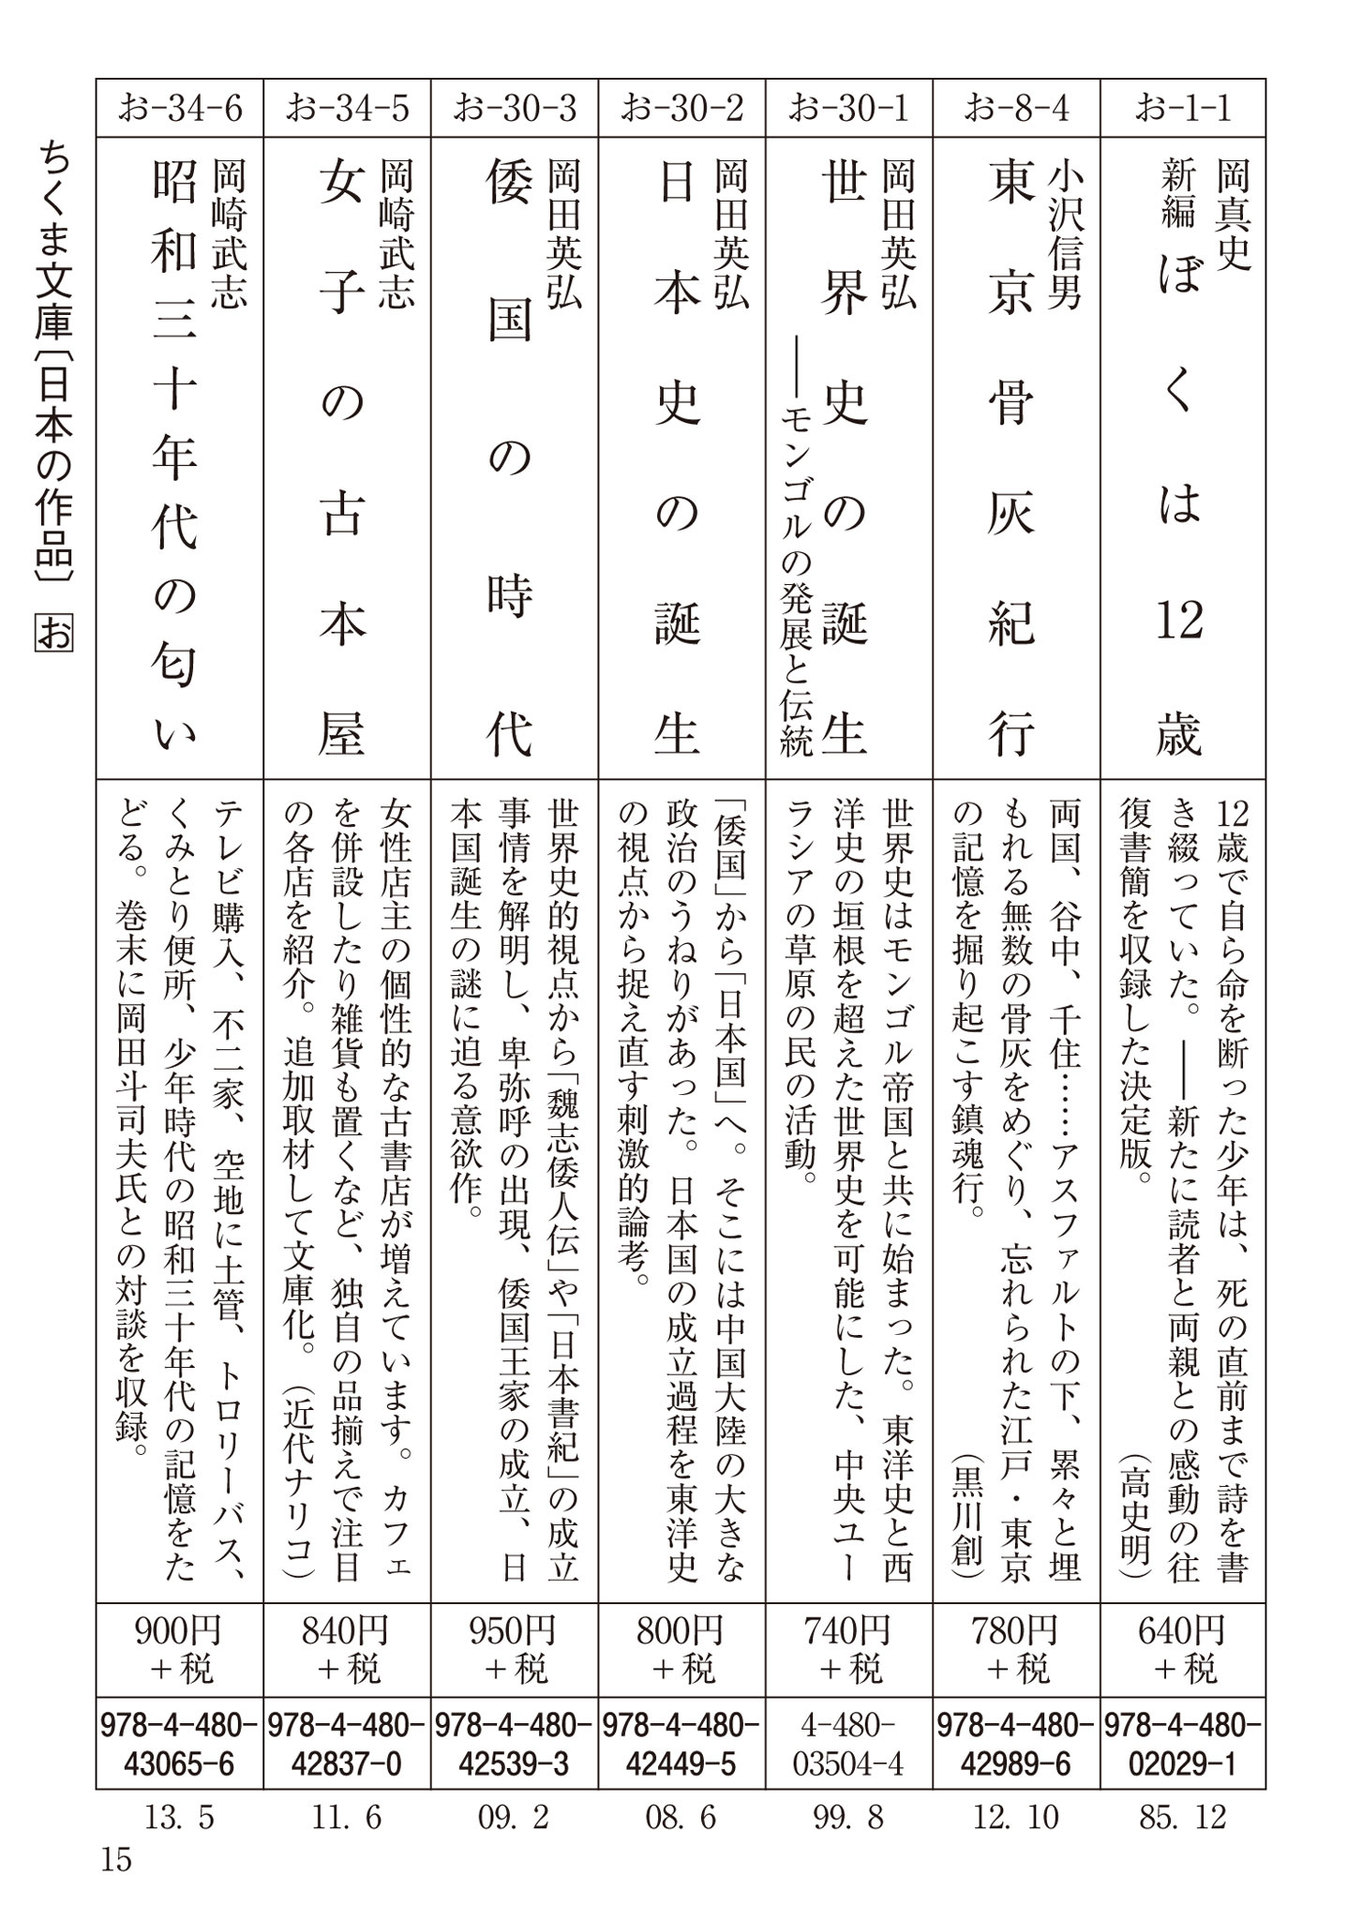 お-1-1
岡真史
新編 ぼくは12歳
12歳で自ら命を断った少年は、死の直前まで詩を書
き綴っていた。――新たに読者と両親との感動の往
復書簡を収録した決定版。（高史明）
640円
＋税
978-4-480-
02029-1
85. 12
お-8-4
小沢信男
東京骨灰紀行
両国、谷中、千住……アスファルトの下、累々と埋
もれる無数の骨灰をめぐり、忘れられた江戸・東京
の記憶を掘り起こす鎮魂行。（黒川創）
780円
＋税
978-4-480-
42989-6
12. 10
お-30-1
岡田英弘
世界史の誕生
――モンゴルの発展と伝統
世界史はモンゴル帝国と共に始まった。東洋史と西
洋史の垣根を超えた世界史を可能にした、中央ユー
ラシアの草原の民の活動。
740円
＋税
4-480-
03504-4
99. 8
お-30-2
岡田英弘
日本史の誕生
「倭国」から「日本国」へ。そこには中国大陸の大きな
政治のうねりがあった。日本国の成立過程を東洋史
の視点から捉え直す刺激的論考。
800円
＋税
978-4-480-
42449-5
08. 6
お-30-3
岡田英弘
倭国の時代
世界史的視点から「魏志倭人伝」や「日本書紀」の成立
事情を解明し、卑弥呼の出現、倭国王家の成立、日
本国誕生の謎に迫る意欲作。
950円
＋税
978-4-480-
42539-3
09. 2
お-34-5
岡崎武志
女子の古本屋
女性店主の個性的な古書店が増えています。カフェ
を併設したり雑貨も置くなど、独自の品揃えで注目
の各店を紹介。追加取材して文庫化。（近代ナリコ）
840円
＋税
978-4-480-
42837-0
11. 6
お-34-6
岡崎武志
昭和三十年代の匂い
テレビ購入、不二家、空地に土管、トロリーバス、
くみとり便所、少年時代の昭和三十年代の記憶をた
どる。巻末に岡田斗司夫氏との対談を収録。
900円
＋税
978-4-480-
43065-6
13. 5
ちくま文庫〔日本の作品〕 お
15